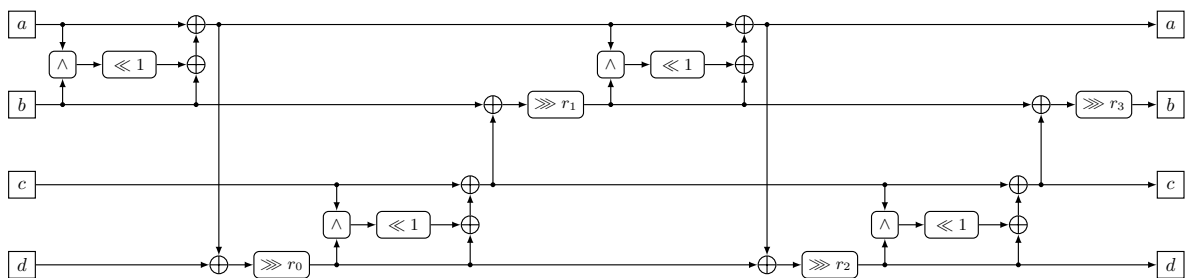 a a
∧ ≪ 1 ∧ ≪ 1
b ⋙ r₁ ⋙ r₃ b
c c
∧ ≪ 1 ∧ ≪ 1
d ⋙ r₀ ⋙ r₂ d